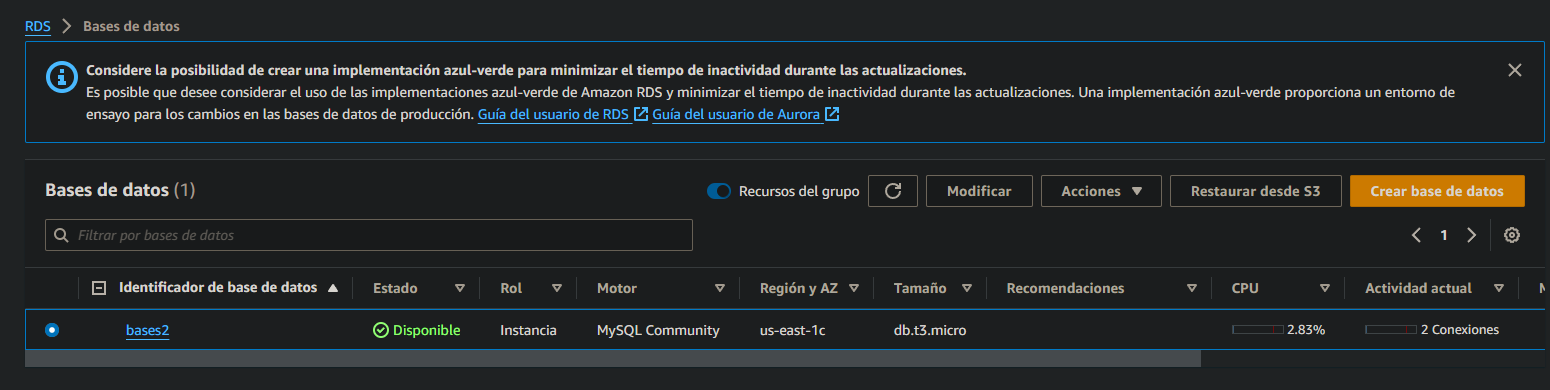 RDS > Bases de datos
Considere la posibilidad de crear una implementación azul-verde para minimizar el tiempo de inactividad durante las actualizaciones.
Es posible que desee considerar el uso de las implementaciones azul-verde de Amazon RDS y minimizar el tiempo de inactividad durante las actualizaciones. Una implementación azul-verde proporciona un entorno de
ensayo para los cambios en las bases de datos de producción. Guía del usuario de RDS Guía del usuario de Aurora
Bases de datos (1)
Recursos del grupo
Modificar
Acciones
Restaurar desde S3
Crear base de datos
Filtrar por bases de datos
1
Identificador de base de datos Estado Rol Motor Región y AZ Tamaño Recomendaciones CPU Actividad actual
bases2 Disponible Instancia MySQL Community us-east-1c db.t3.micro 2.83% 2 Conexiones